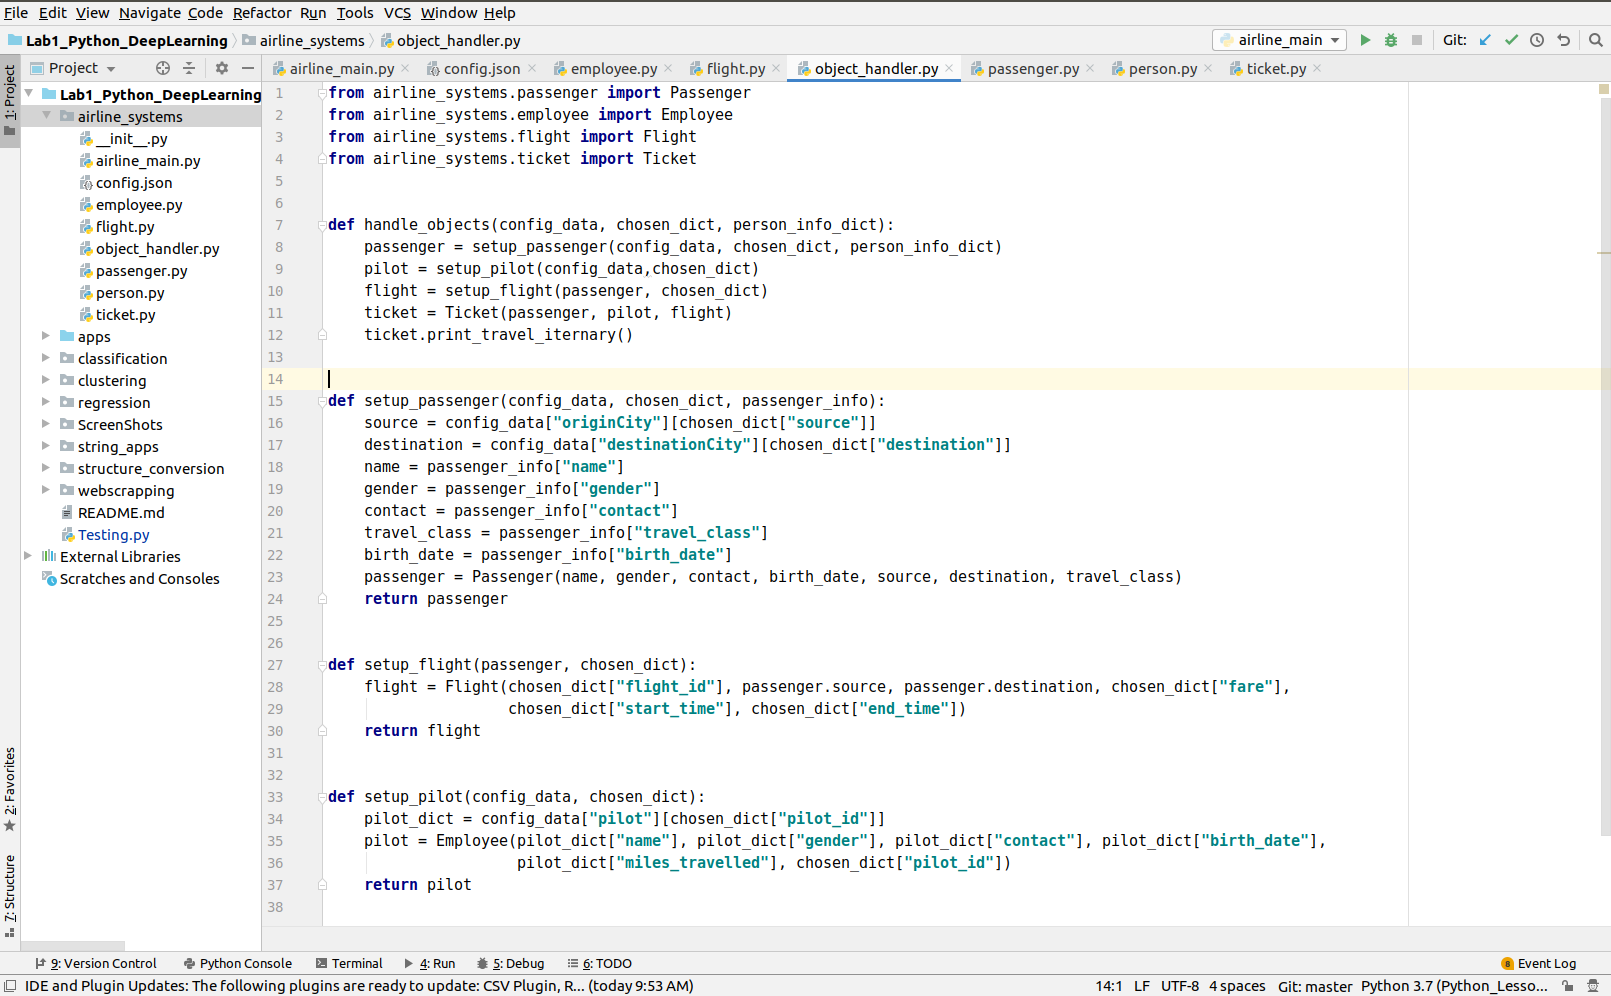 File Edit View Navigate Code Refactor Run Tools VCS Window Help
Lab1_Python_DeepLearning airline_systems object_handler.py airline_main Git:
1: Project
2: Favorites
7: Structure
Project
Lab1_Python_DeepLearning
airline_systems
__init__.py
airline_main.py
config.json
employee.py
flight.py
object_handler.py
passenger.py
person.py
ticket.py
apps
classification
clustering
regression
ScreenShots
string_apps
structure_conversion
webscrapping
README.md
Testing.py
External Libraries
Scratches and Consoles
airline_main.py config.json employee.py flight.py object_handler.py passenger.py person.py ticket.py
1 from airline_systems.passenger import Passenger
2 from airline_systems.employee import Employee
3 from airline_systems.flight import Flight
4 from airline_systems.ticket import Ticket
5
6
7 def handle_objects(config_data, chosen_dict, person_info_dict):
8 passenger = setup_passenger(config_data, chosen_dict, person_info_dict)
9 pilot = setup_pilot(config_data,chosen_dict)
10 flight = setup_flight(passenger, chosen_dict)
11 ticket = Ticket(passenger, pilot, flight)
12 ticket.print_travel_iternary()
13
14
15 def setup_passenger(config_data, chosen_dict, passenger_info):
16 source = config_data["originCity"][chosen_dict["source"]]
17 destination = config_data["destinationCity"][chosen_dict["destination"]]
18 name = passenger_info["name"]
19 gender = passenger_info["gender"]
20 contact = passenger_info["contact"]
21 travel_class = passenger_info["travel_class"]
22 birth_date = passenger_info["birth_date"]
23 passenger = Passenger(name, gender, contact, birth_date, source, destination, travel_class)
24 return passenger
25
26
27 def setup_flight(passenger, chosen_dict):
28 flight = Flight(chosen_dict["flight_id"], passenger.source, passenger.destination, chosen_dict["fare"],
29 chosen_dict["start_time"], chosen_dict["end_time"])
30 return flight
31
32
33 def setup_pilot(config_data, chosen_dict):
34 pilot_dict = config_data["pilot"][chosen_dict["pilot_id"]]
35 pilot = Employee(pilot_dict["name"], pilot_dict["gender"], pilot_dict["contact"], pilot_dict["birth_date"],
36 pilot_dict["miles_travelled"], chosen_dict["pilot_id"])
37 return pilot
38
9: Version Control Python Console Terminal 4: Run 5: Debug 6: TODO 8 Event Log
IDE and Plugin Updates: The following plugins are ready to update: CSV Plugin, R... (today 9:53 AM) 14:1 LF UTF-8 4 spaces Git: master Python 3.7 (Python_Lesso...